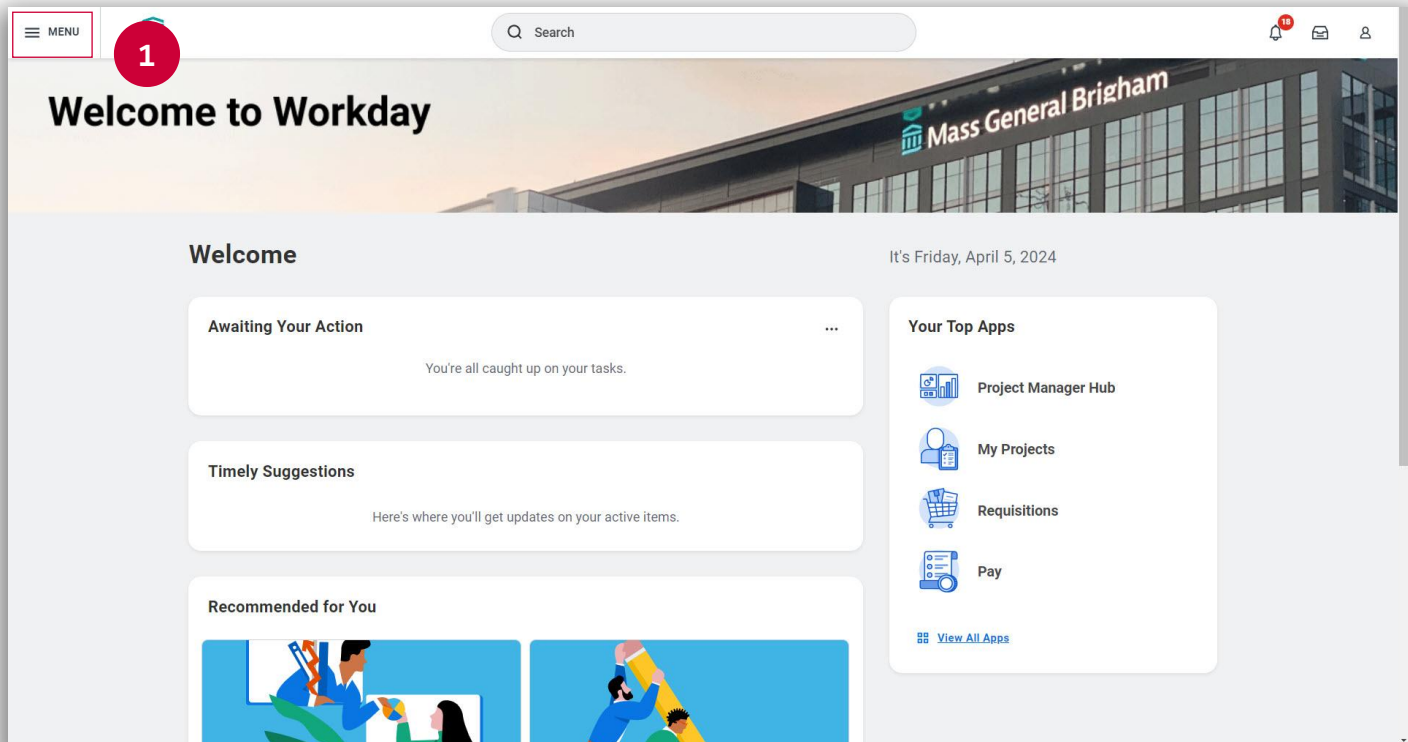 MENU
1
Search
18
Welcome to Workday
Mass General Brigham
Welcome
It's Friday, April 5, 2024
Awaiting Your Action
You're all caught up on your tasks.
Your Top Apps
Project Manager Hub
My Projects
Requisitions
Pay
View All Apps
Timely Suggestions
Here's where you'll get updates on your active items.
Recommended for You